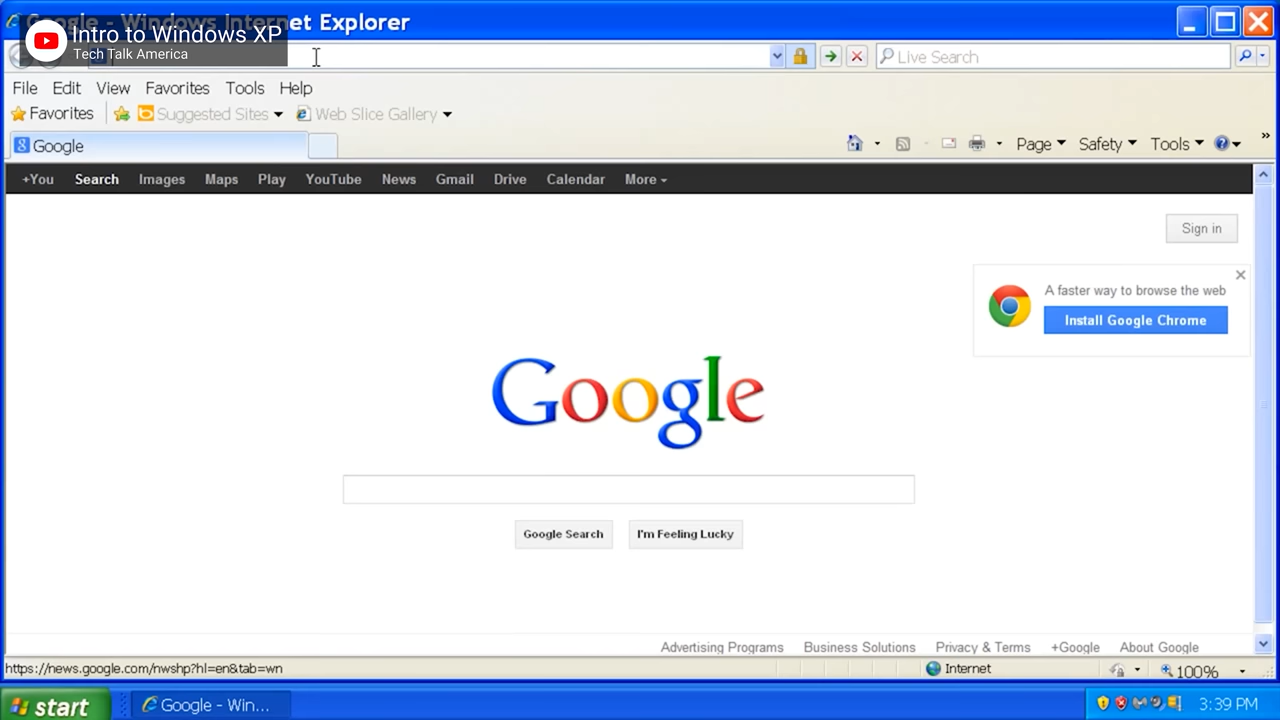 Google - Windows Internet Explorer
Intro to Windows XP
Tech Talk America
Live Search
File Edit View Favorites Tools Help
Favorites Suggested Sites Web Slice Gallery
Google
Page Safety Tools
+You Search Images Maps Play YouTube News Gmail Drive Calendar More
Sign in
A faster way to browse the web
Install Google Chrome
Google
Google Search I'm Feeling Lucky
Advertising Programs Business Solutions Privacy & Terms +Google About Google
https://news.google.com/nwshp?hl=en&tab=wn Internet 100%
start Google - Win... 3:39 PM